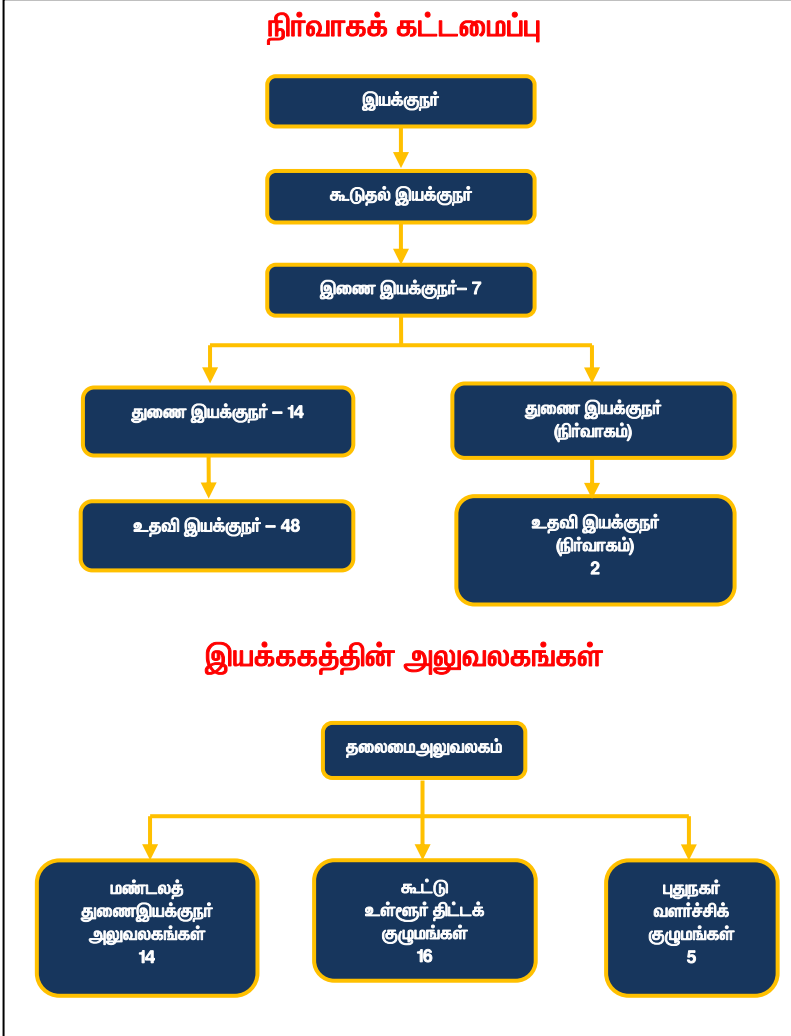 நிர்வாகக் கட்டமைப்பு
இயக்குநர்
கூடுதல் இயக்குநர்
இணை இயக்குநர்– 7
துணை இயக்குநர் – 14
துணை இயக்குநர்
(நிர்வாகம்)
உதவி இயக்குநர் – 48
உதவி இயக்குநர்
(நிர்வாகம்)
2
இயக்ககத்தின் அலுவலகங்கள்
தலைமைஅலுவலகம்
மண்டலத்
துணைஇயக்குநர்
அலுவலகங்கள்
14
கூட்டு
உள்ளூர் திட்டக்
குழுமங்கள்
16
புதுநகர்
வளர்ச்சிக்
குழுமங்கள்
5